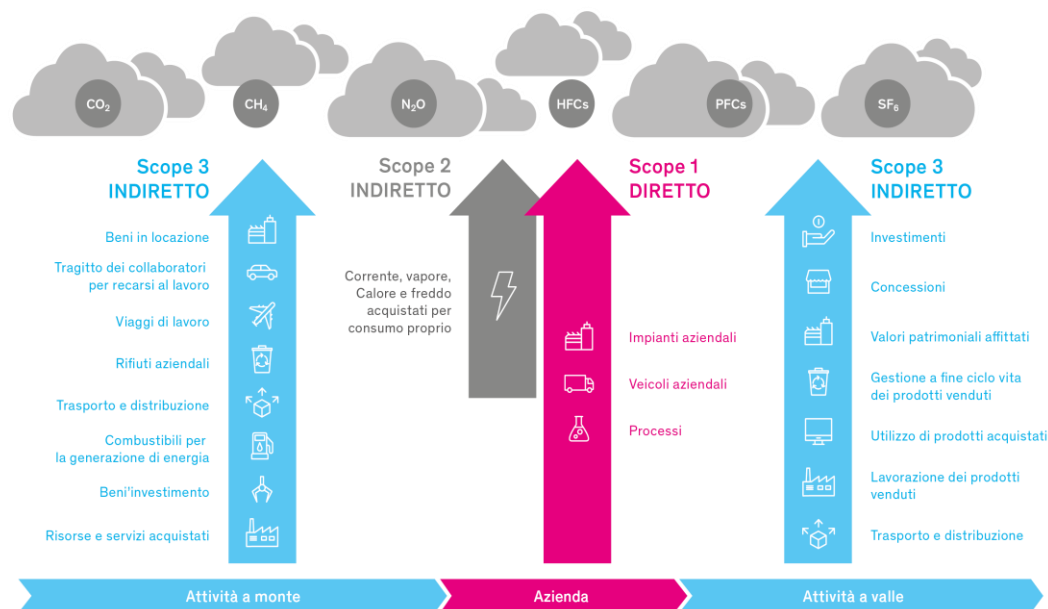 CO₂
CH₄
N₂O
HFCs
PFCs
SF₆
Scope 3
INDIRETTO
Beni in locazione
Tragitto dei collaboratori
per recarsi al lavoro
Viaggi di lavoro
Rifiuti aziendali
Trasporto e distribuzione
Combustibili per
la generazione di energia
Beni'investimento
Risorse e servizi acquistati
Scope 2
INDIRETTO
Corrente, vapore,
Calore e freddo
acquistati per
consumo proprio
Scope 1
DIRETTO
Impianti aziendali
Veicoli aziendali
Processi
Scope 3
INDIRETTO
Investimenti
Concessioni
Valori patrimoniali affittati
Gestione a fine ciclo vita
dei prodotti venduti
Utilizzo di prodotti acquistati
Lavorazione dei prodotti
venduti
Trasporto e distribuzione
Attività a monte
Azienda
Attività a valle